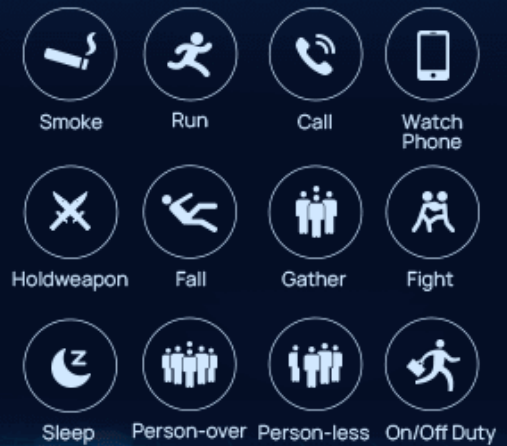 Smoke
Run
Call
Watch
Phone
Holdweapon
Fall
Gather
Fight
Z
Sleep
Person-over
Person-less
On/Off Duty